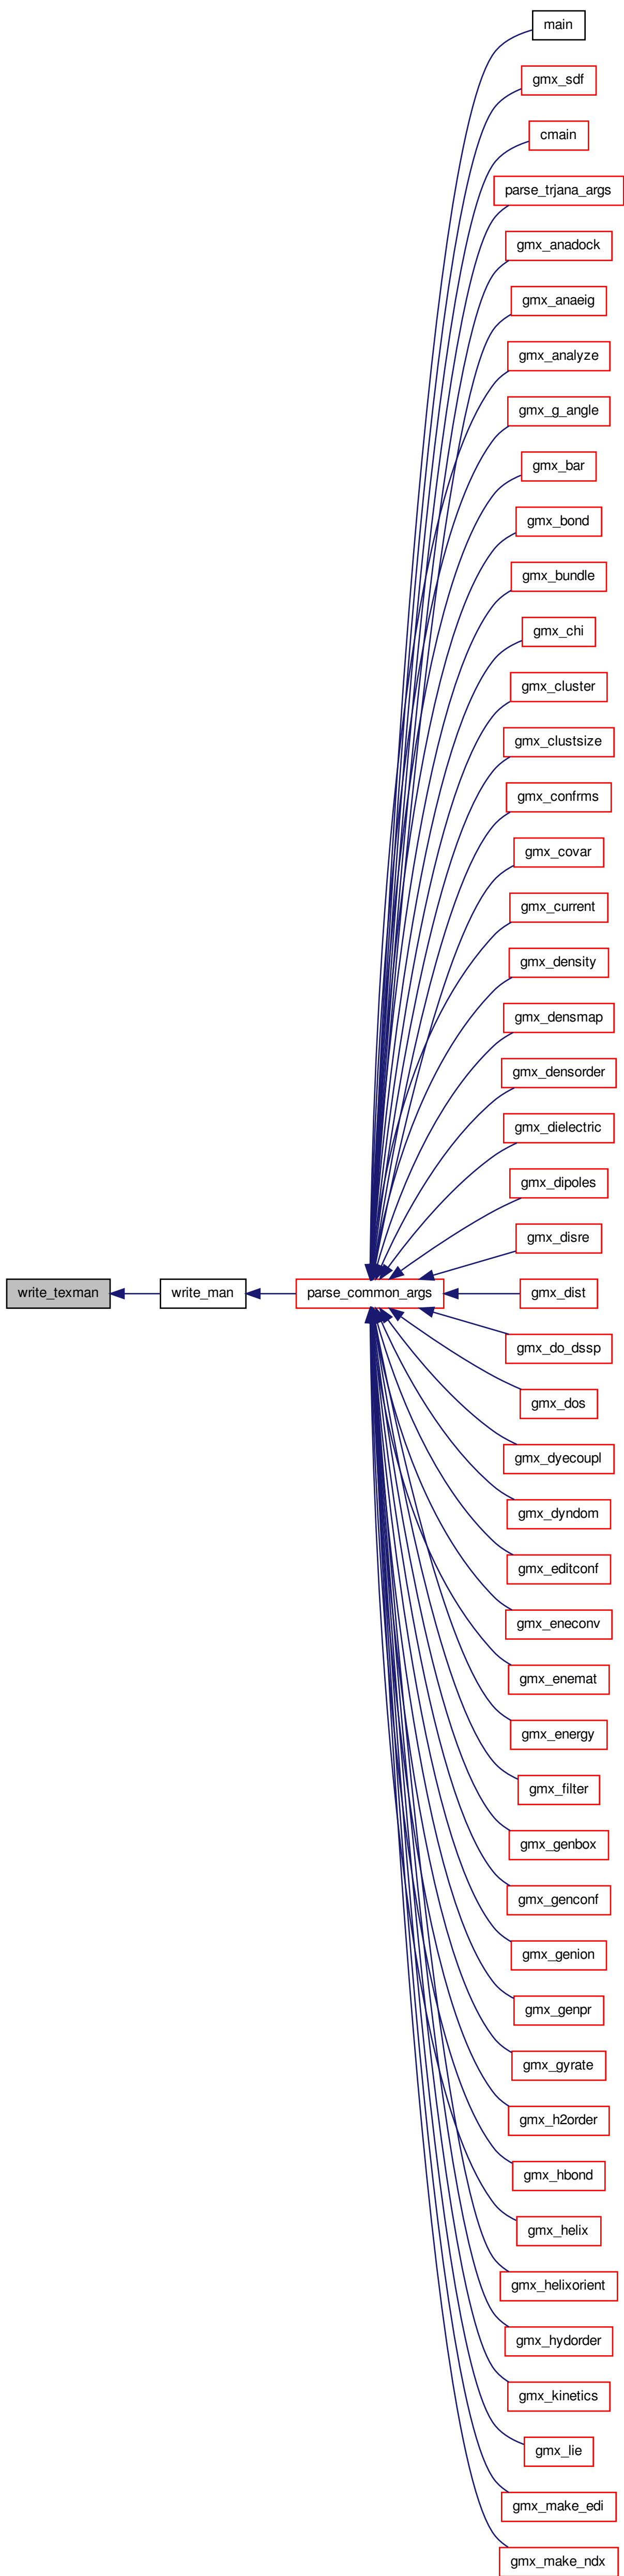 main
gmx_sdf
cmain
parse_trjana_args
gmx_anadock
gmx_anaeig
gmx_analyze
gmx_g_angle
gmx_bar
gmx_bond
gmx_bundle
gmx_chi
gmx_cluster
gmx_clustsize
gmx_confrms
gmx_covar
gmx_current
gmx_density
gmx_densmap
gmx_densorder
gmx_dielectric
gmx_dipoles
gmx_disre
write_texman write_man parse_common_args gmx_dist
gmx_do_dssp
gmx_dos
gmx_dyecoupl
gmx_dyndom
gmx_editconf
gmx_eneconv
gmx_enemat
gmx_energy
gmx_filter
gmx_genbox
gmx_genconf
gmx_genion
gmx_genpr
gmx_gyrate
gmx_h2order
gmx_hbond
gmx_helix
gmx_helixorient
gmx_hydorder
gmx_kinetics
gmx_lie
gmx_make_edi
gmx_make_ndx